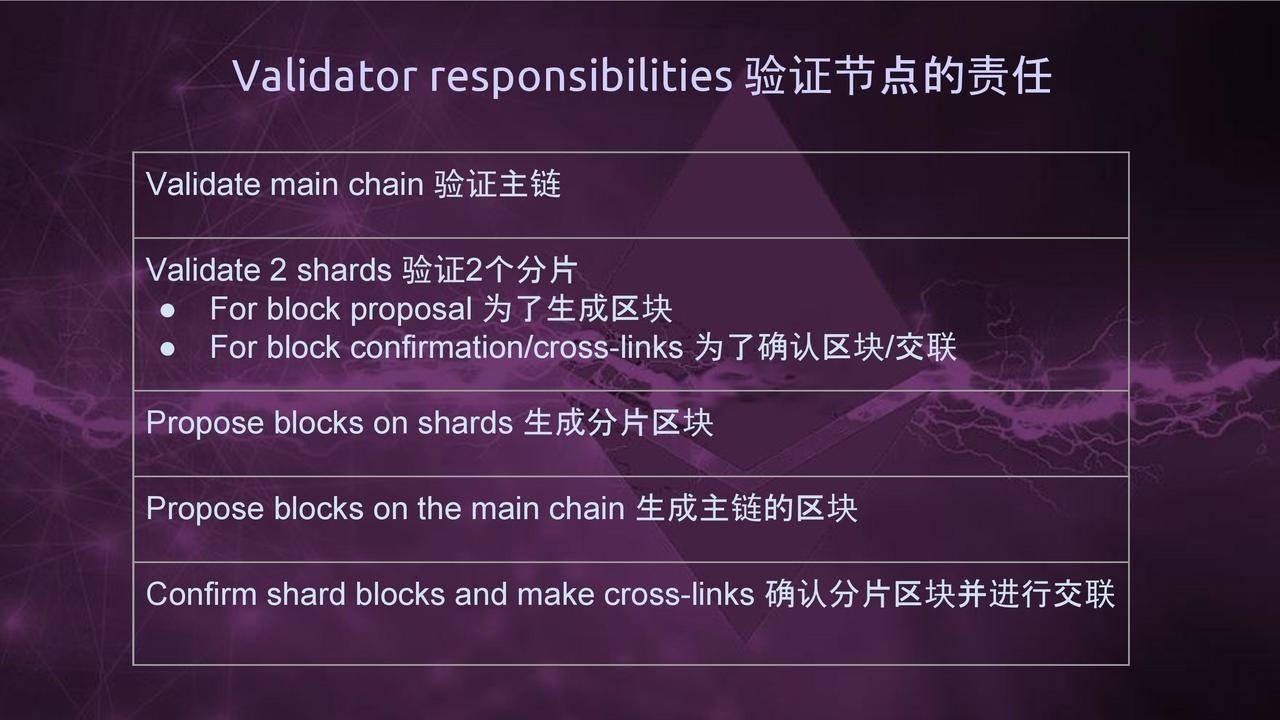 Validator responsibilities 验证节点的责任
Validate main chain 验证主链
Validate 2 shards 验证2个分片
● For block proposal 为了生成区块
● For block confirmation/cross-links 为了确认区块/交联
Propose blocks on shards 生成分片区块
Propose blocks on the main chain 生成主链的区块
Confirm shard blocks and make cross-links 确认分片区块并进行交联